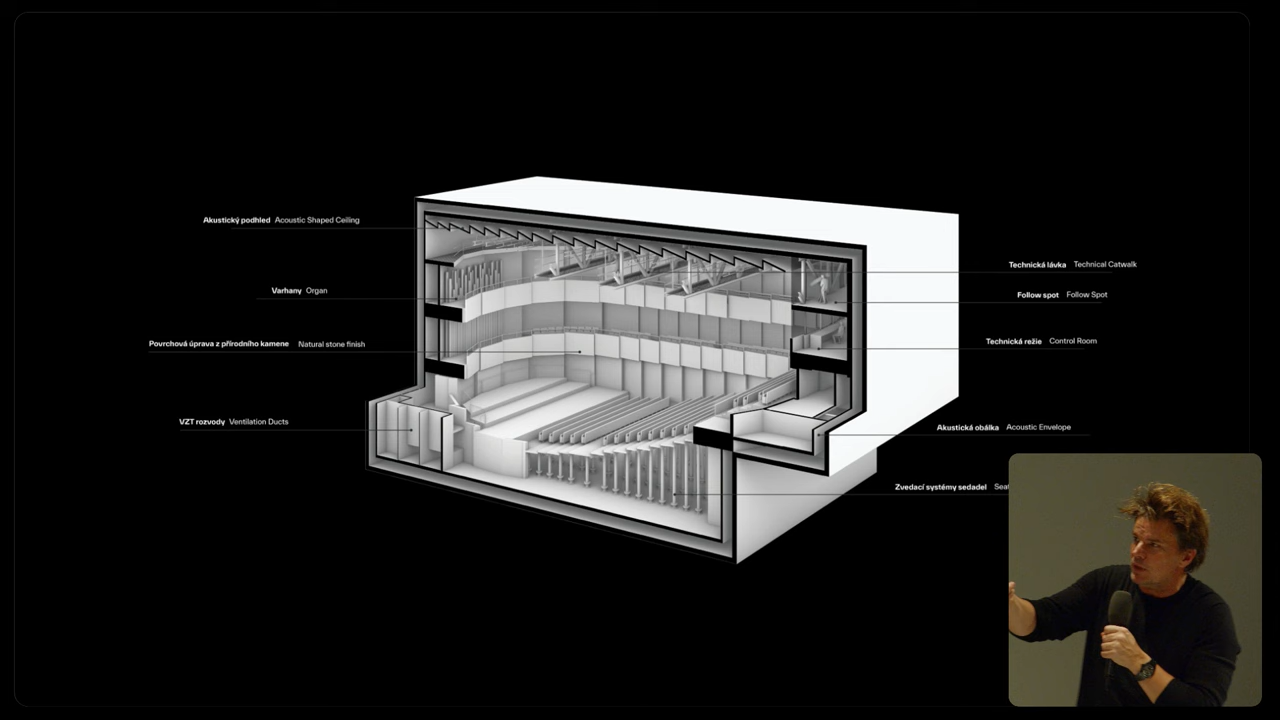 Akustický podhled Acoustic Shaped Ceiling
Varhany Organ
Povrchová úprava z přírodního kamene Natural stone finish
VZT rozvody Ventilation Ducts
Technická lávka Technical Catwalk
Follow spot Follow Spot
Technická režie Control Room
Akustická obálka Acoustic Envelope
Zvedací systémy sedadel